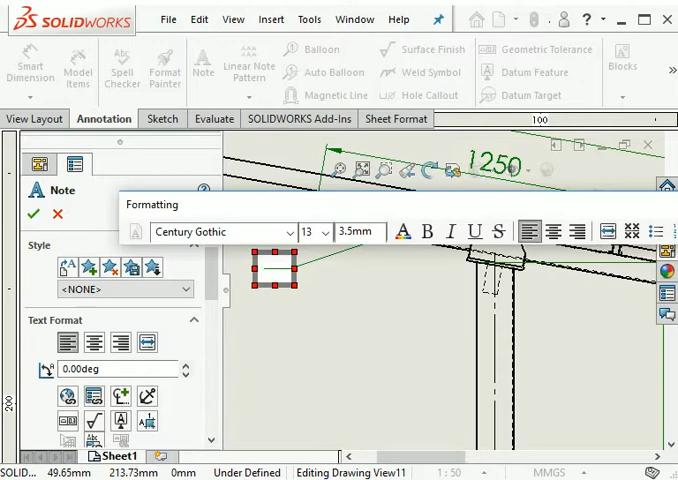 SOLIDWORKS File Edit View Insert Tools Window Help
Smart Dimension Model Items Spell Checker Format Painter Note Linear Note Pattern Balloon Auto Balloon Magnetic Line Surface Finish Weld Symbol Hole Callout Geometric Tolerance Datum Feature Datum Target Blocks
View Layout Annotation Sketch Evaluate SOLIDWORKS Add-Ins Sheet Format 100
1250
Note ?
Formatting
A Century Gothic 13 3.5mm A B I U S
Style
<NONE>
Text Format
0.00deg
200
Sheet1
SOLID... 49.65mm 213.73mm 0mm Under Defined Editing Drawing View11 1 : 50 MMGS